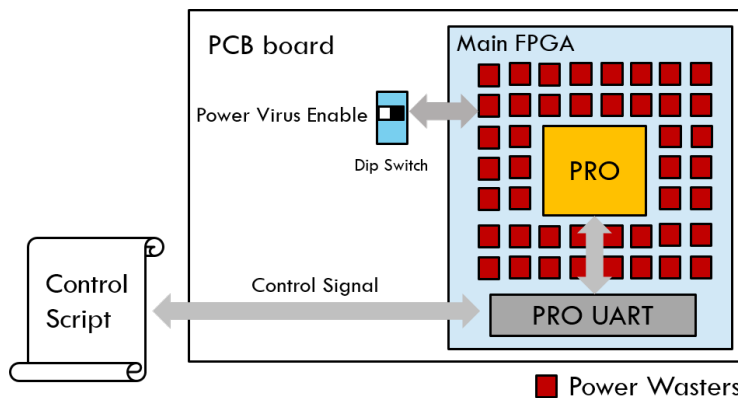 PCB board
Main FPGA
Power Virus Enable
Dip Switch
PRO
Control
Script
Control Signal
PRO UART
Power Wasters